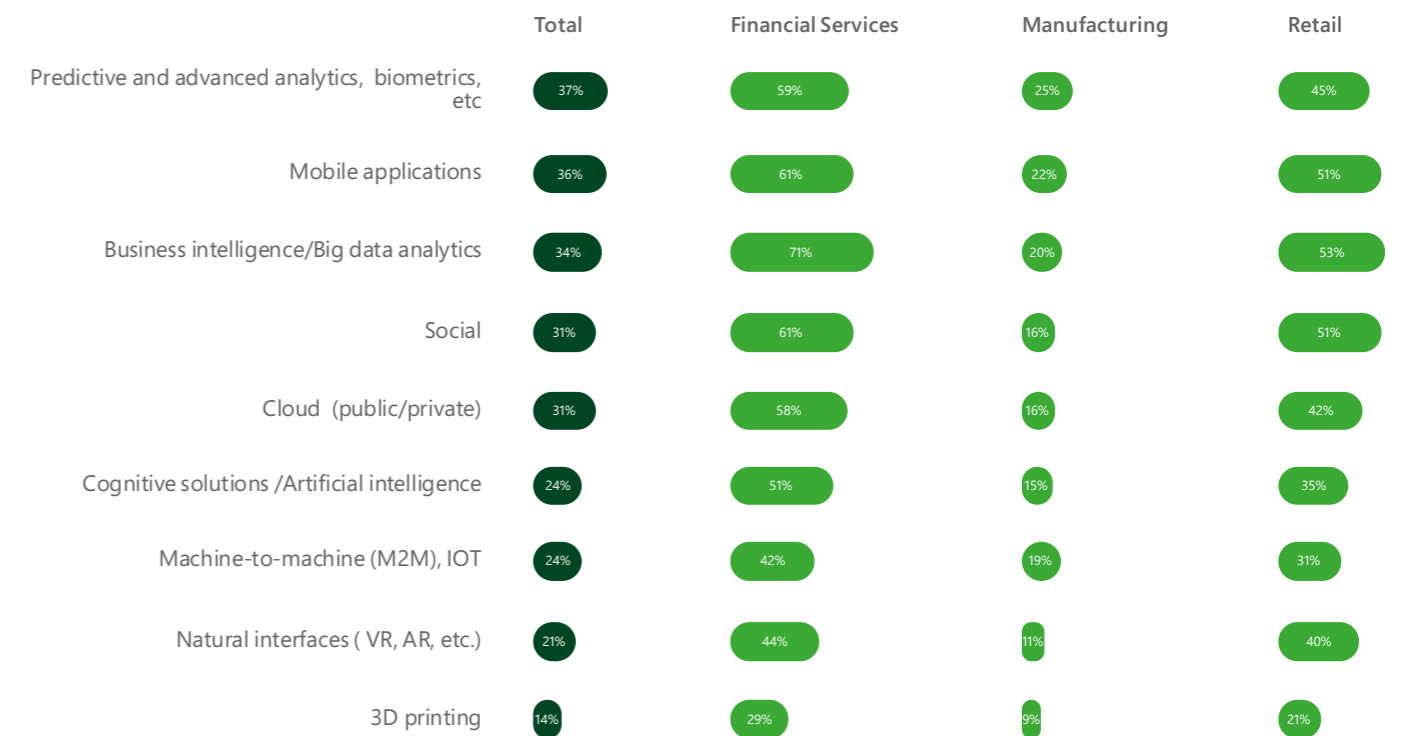 Total Financial Services Manufacturing Retail
Predictive and advanced analytics, biometrics,
etc
37% 59% 25% 45%
Mobile applications 36% 61% 22% 51%
Business intelligence/Big data analytics 34% 71% 20% 53%
Social 31% 61% 16% 51%
Cloud (public/private) 31% 58% 16% 42%
Cognitive solutions /Artificial intelligence 24% 51% 15% 35%
Machine-to-machine (M2M), IOT 24% 42% 19% 31%
Natural interfaces ( VR, AR, etc.) 21% 44% 11% 40%
3D printing 14% 29% 9% 21%